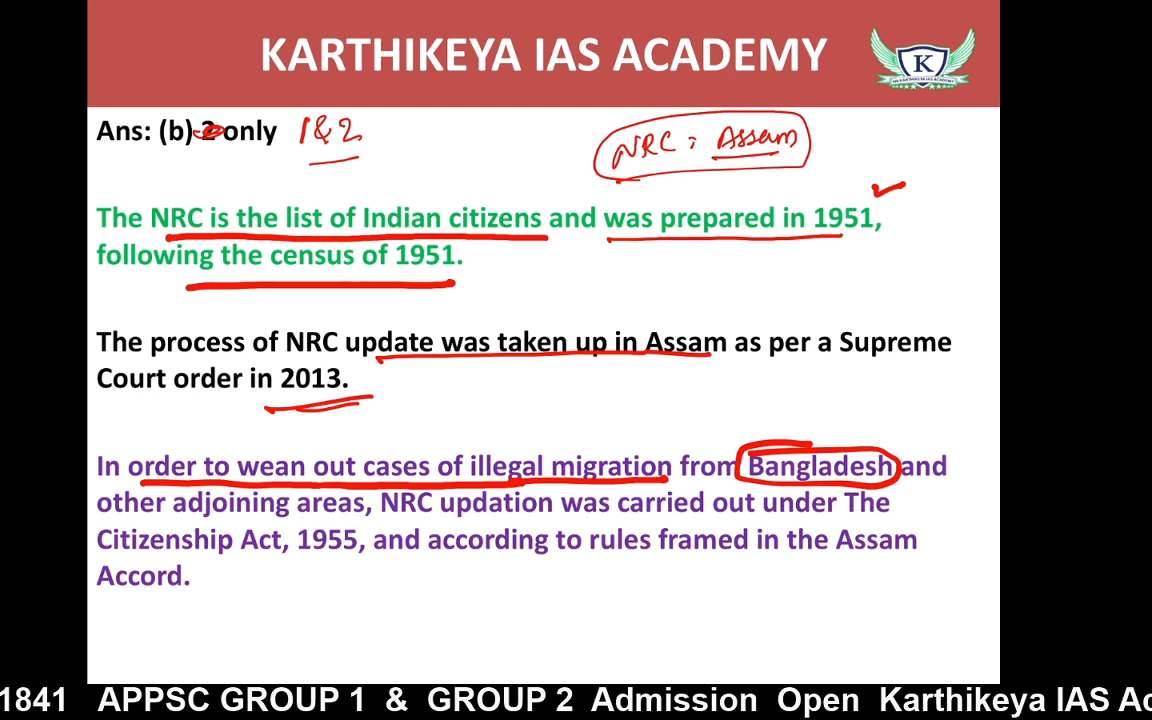 KARTHIKEYA IAS ACADEMY
K
Ans: (b) 2 only 1 & 2
NRC : Assam
The NRC is the list of Indian citizens and was prepared in 1951,
following the census of 1951.
The process of NRC update was taken up in Assam as per a Supreme
Court order in 2013.
In order to wean out cases of illegal migration from Bangladesh and
other adjoining areas, NRC updation was carried out under The
Citizenship Act, 1955, and according to rules framed in the Assam
Accord.
1841 APPSC GROUP 1 & GROUP 2 Admission Open Karthikeya IAS Ac